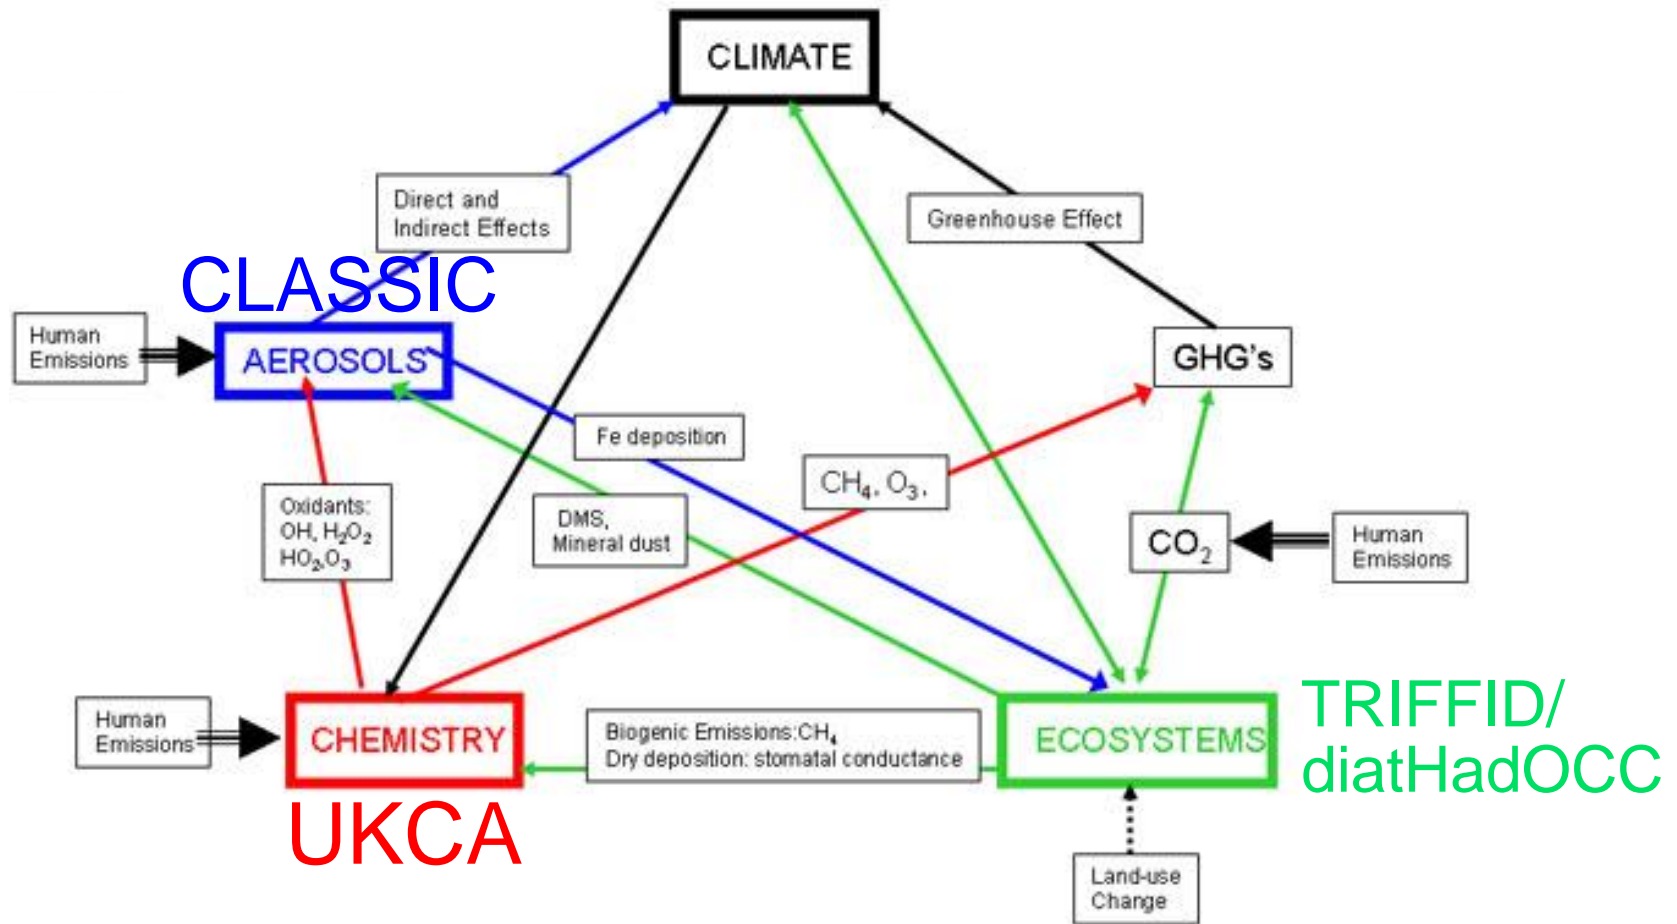 CLIMATE
Direct and
Indirect Effects
Greenhouse Effect
CLASSIC
Human
Emissions
AEROSOLS
GHG's
Fe deposition
CH₄, O₃,
Oxidants:
OH, H₂O₂
HO₂,O₃
DMS,
Mineral dust
CO₂
Human
Emissions
Human
Emissions
CHEMISTRY
Biogenic Emissions:CH₄
Dry deposition: stomatal conductance
ECOSYSTEMS
TRIFFID/
diatHadOCC
UKCA
Land-use
Change